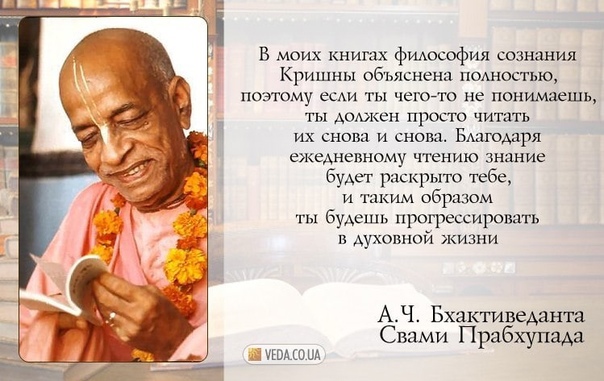 В моих книгах философия сознания
Кришны объяснена полностью,
поэтому если ты чего-то не понимаешь,
ты должен просто читать
их снова и снова. Благодаря
ежедневному чтению знание
будет раскрыто тебе,
и таким образом
ты будешь прогрессировать
в духовной жизни
А.Ч. Бхактиведанта
Свами Прабхупада
VEDA.CO.UA